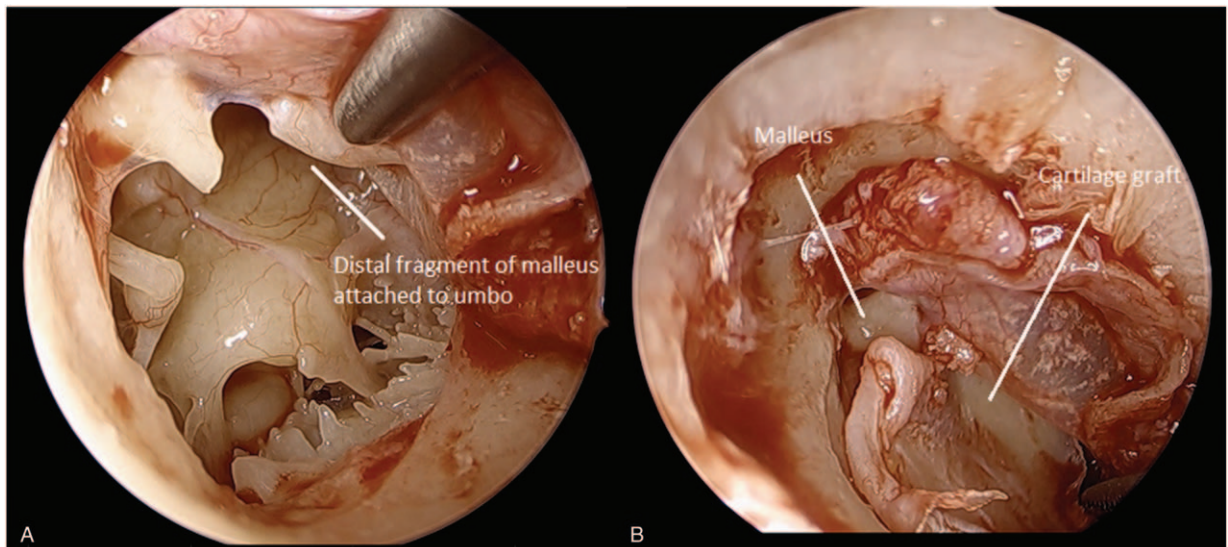 Distal fragment of malleus
attached to umbo
A
Malleus
Cartilage graft
B